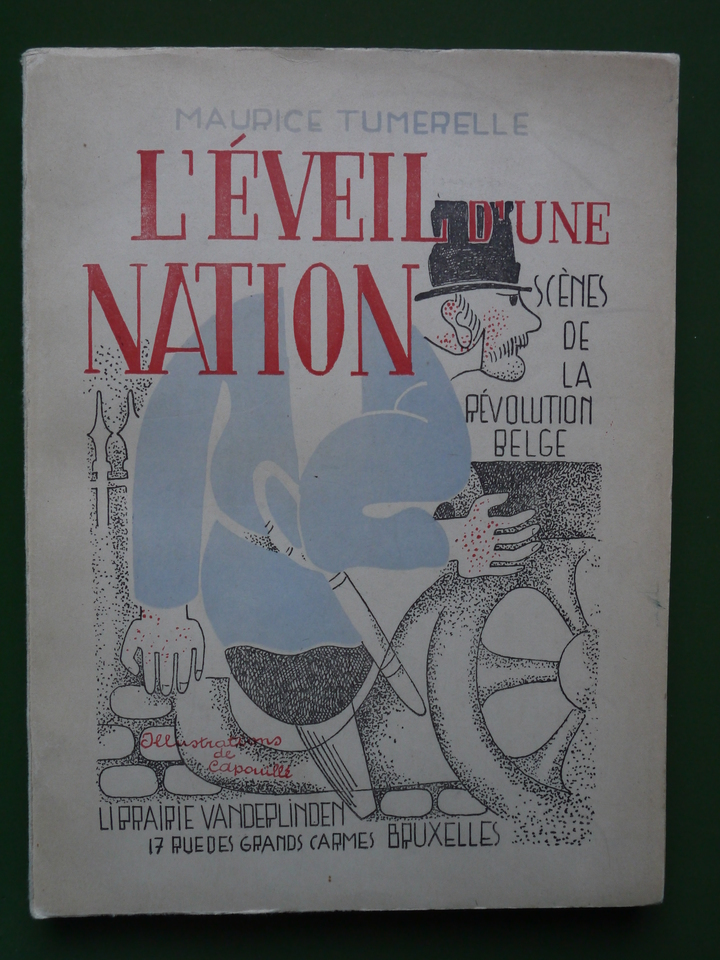 MAURICE TUMERELLE
L'ÉVEIL D'UNE
NATION
SCÈNES
DE
LA
RÉVOLUTION
BELGE
Illustrations
de
Capouillé
LIBRAIRIE VANDERLINDEN
17 RUE DES GRANDS CARMES BRUXELLES